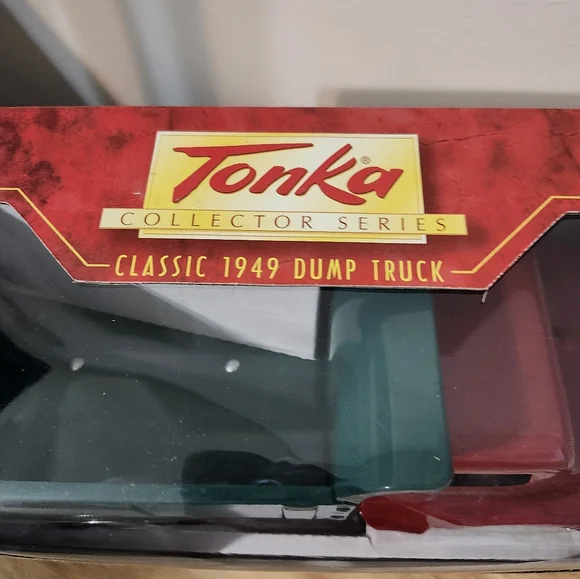 Tonka®
COLLECTOR SERIES
CLASSIC 1949 DUMP TRUCK